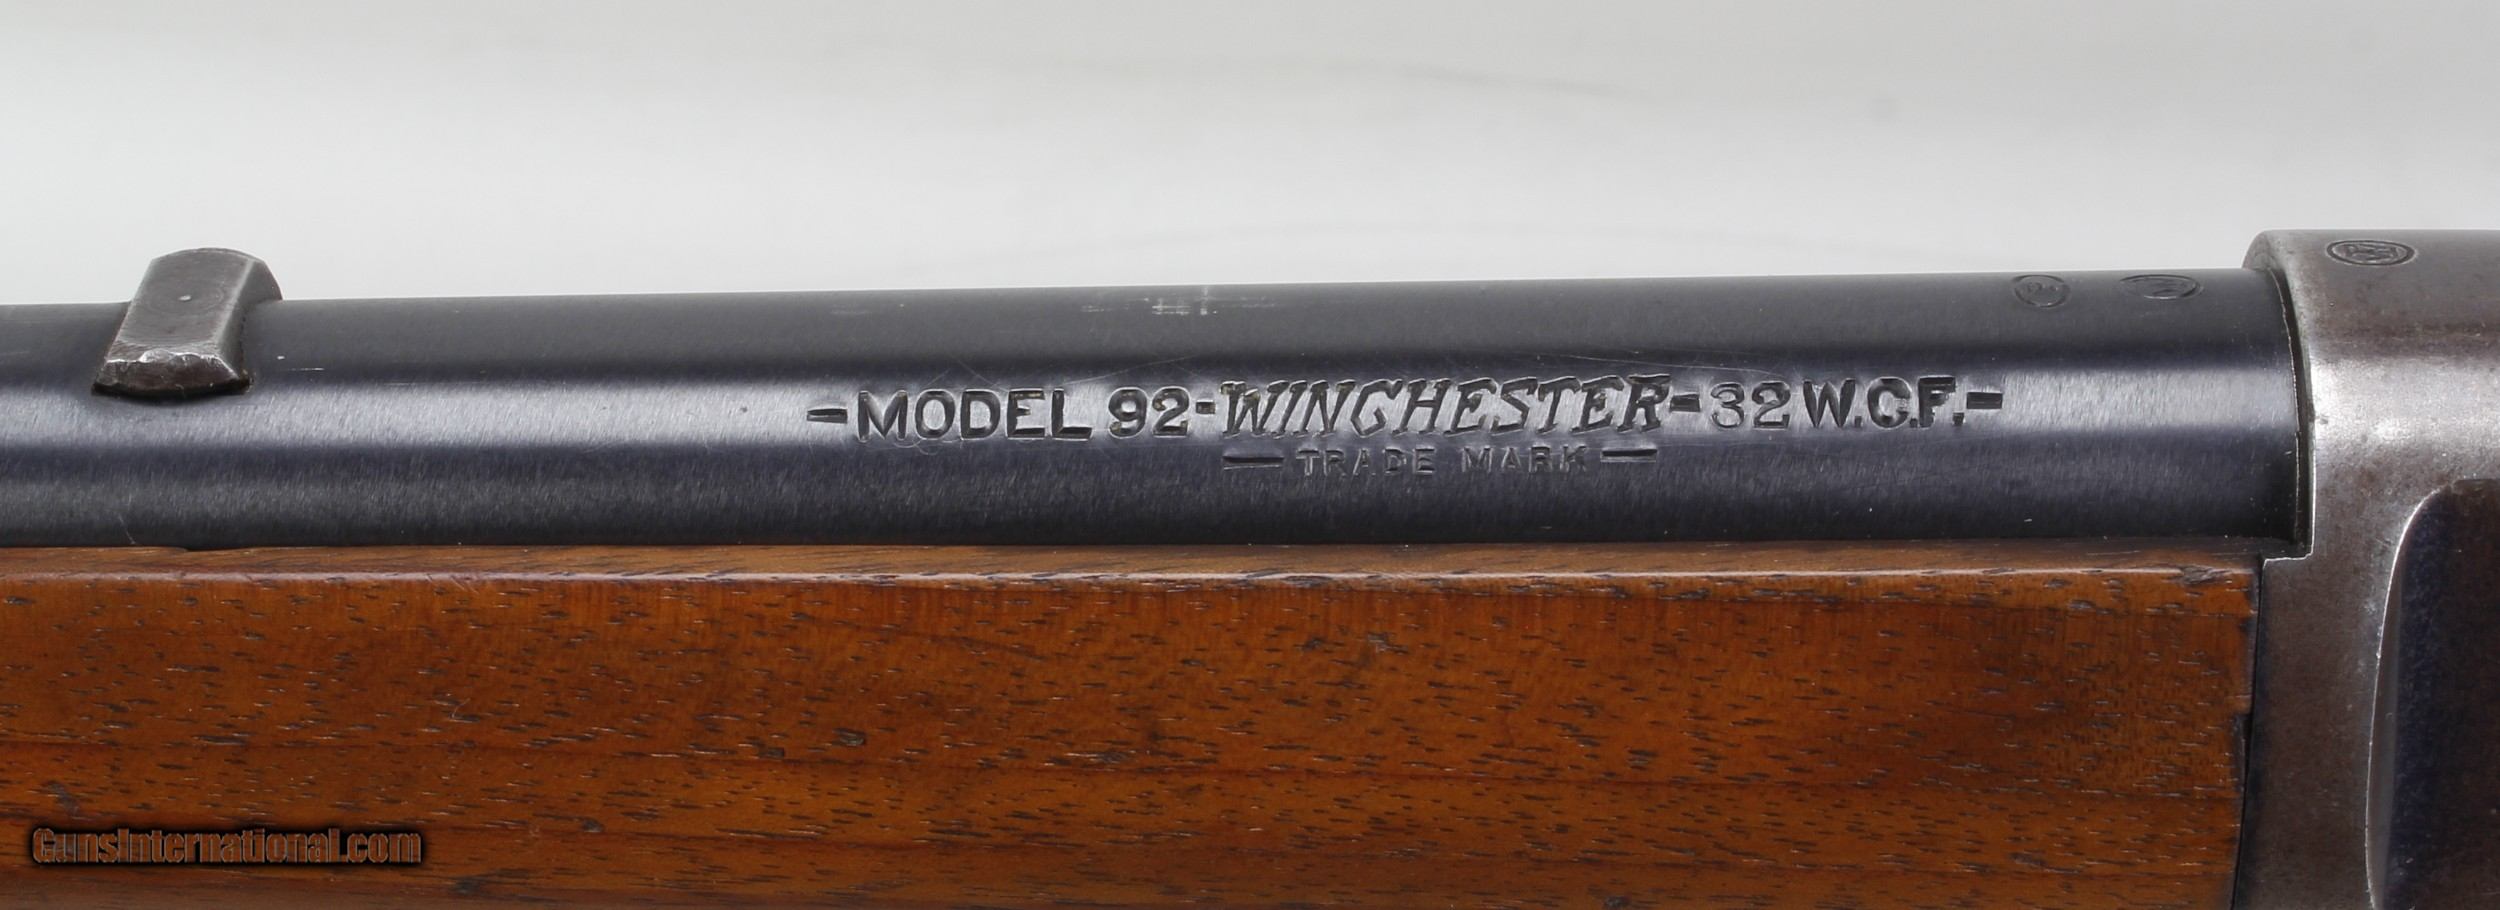 -MODEL 92-WINCHESTER-32 W.C.F.-
— TRADE MARK —
GunsInternational.com